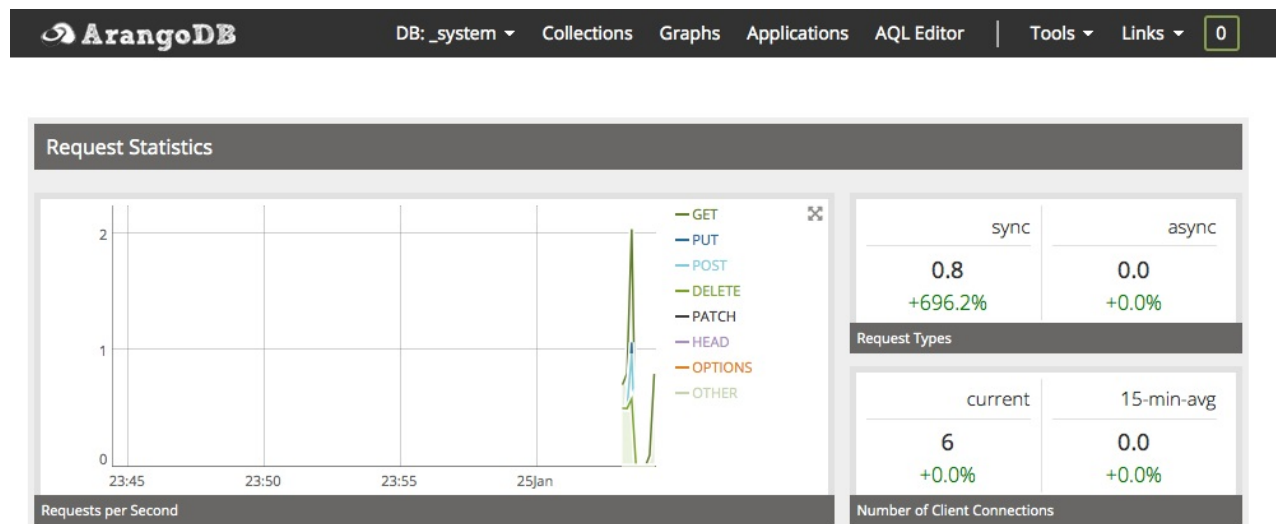 ArangoDB DB: _system Collections Graphs Applications AQL Editor Tools Links 0
Request Statistics
GET
PUT
POST
DELETE
PATCH
HEAD
OPTIONS
OTHER
2
1
0
23:45 23:50 23:55 25Jan
Requests per Second
sync async
0.8 0.0
+696.2% +0.0%
Request Types
current 15-min-avg
6 0.0
+0.0% +0.0%
Number of Client Connections